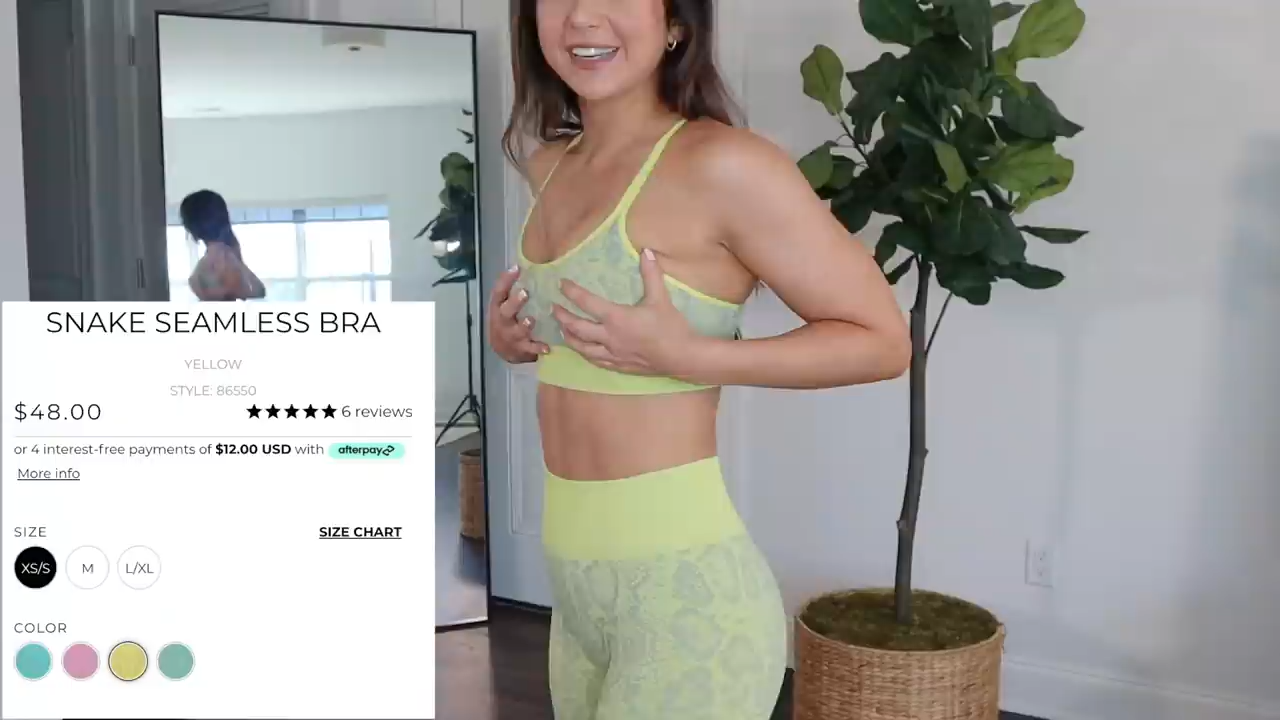 SNAKE SEAMLESS BRA
YELLOW
STYLE: 86550
$48.00 ★★★★★ 6 reviews
or 4 interest-free payments of $12.00 USD with afterpay
More info
SIZE SIZE CHART
XS/S M L/XL
COLOR